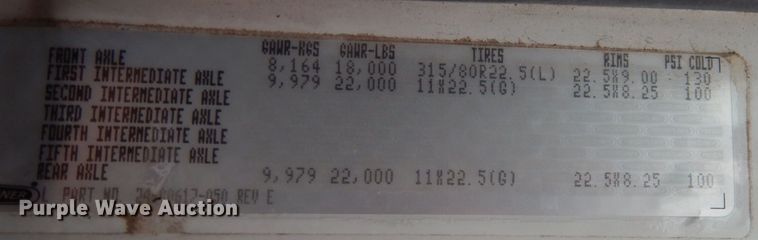 GAWR-KGS GAWR-LBS TIRES RIMS PSI COLD
FRONT AXLE 8,164 18,000 315/80R22.5(L) 22.5X9.00 130
FIRST INTERMEDIATE AXLE 9,979 22,000 11X22.5(G) 22.5X8.25 100
SECOND INTERMEDIATE AXLE
THIRD INTERMEDIATE AXLE
FOURTH INTERMEDIATE AXLE
FIFTH INTERMEDIATE AXLE
REAR AXLE 9,979 22,000 11X22.5(G) 22.5X8.25 100
PART NO. 24-00617-050 REV E
Purple Wave Auction